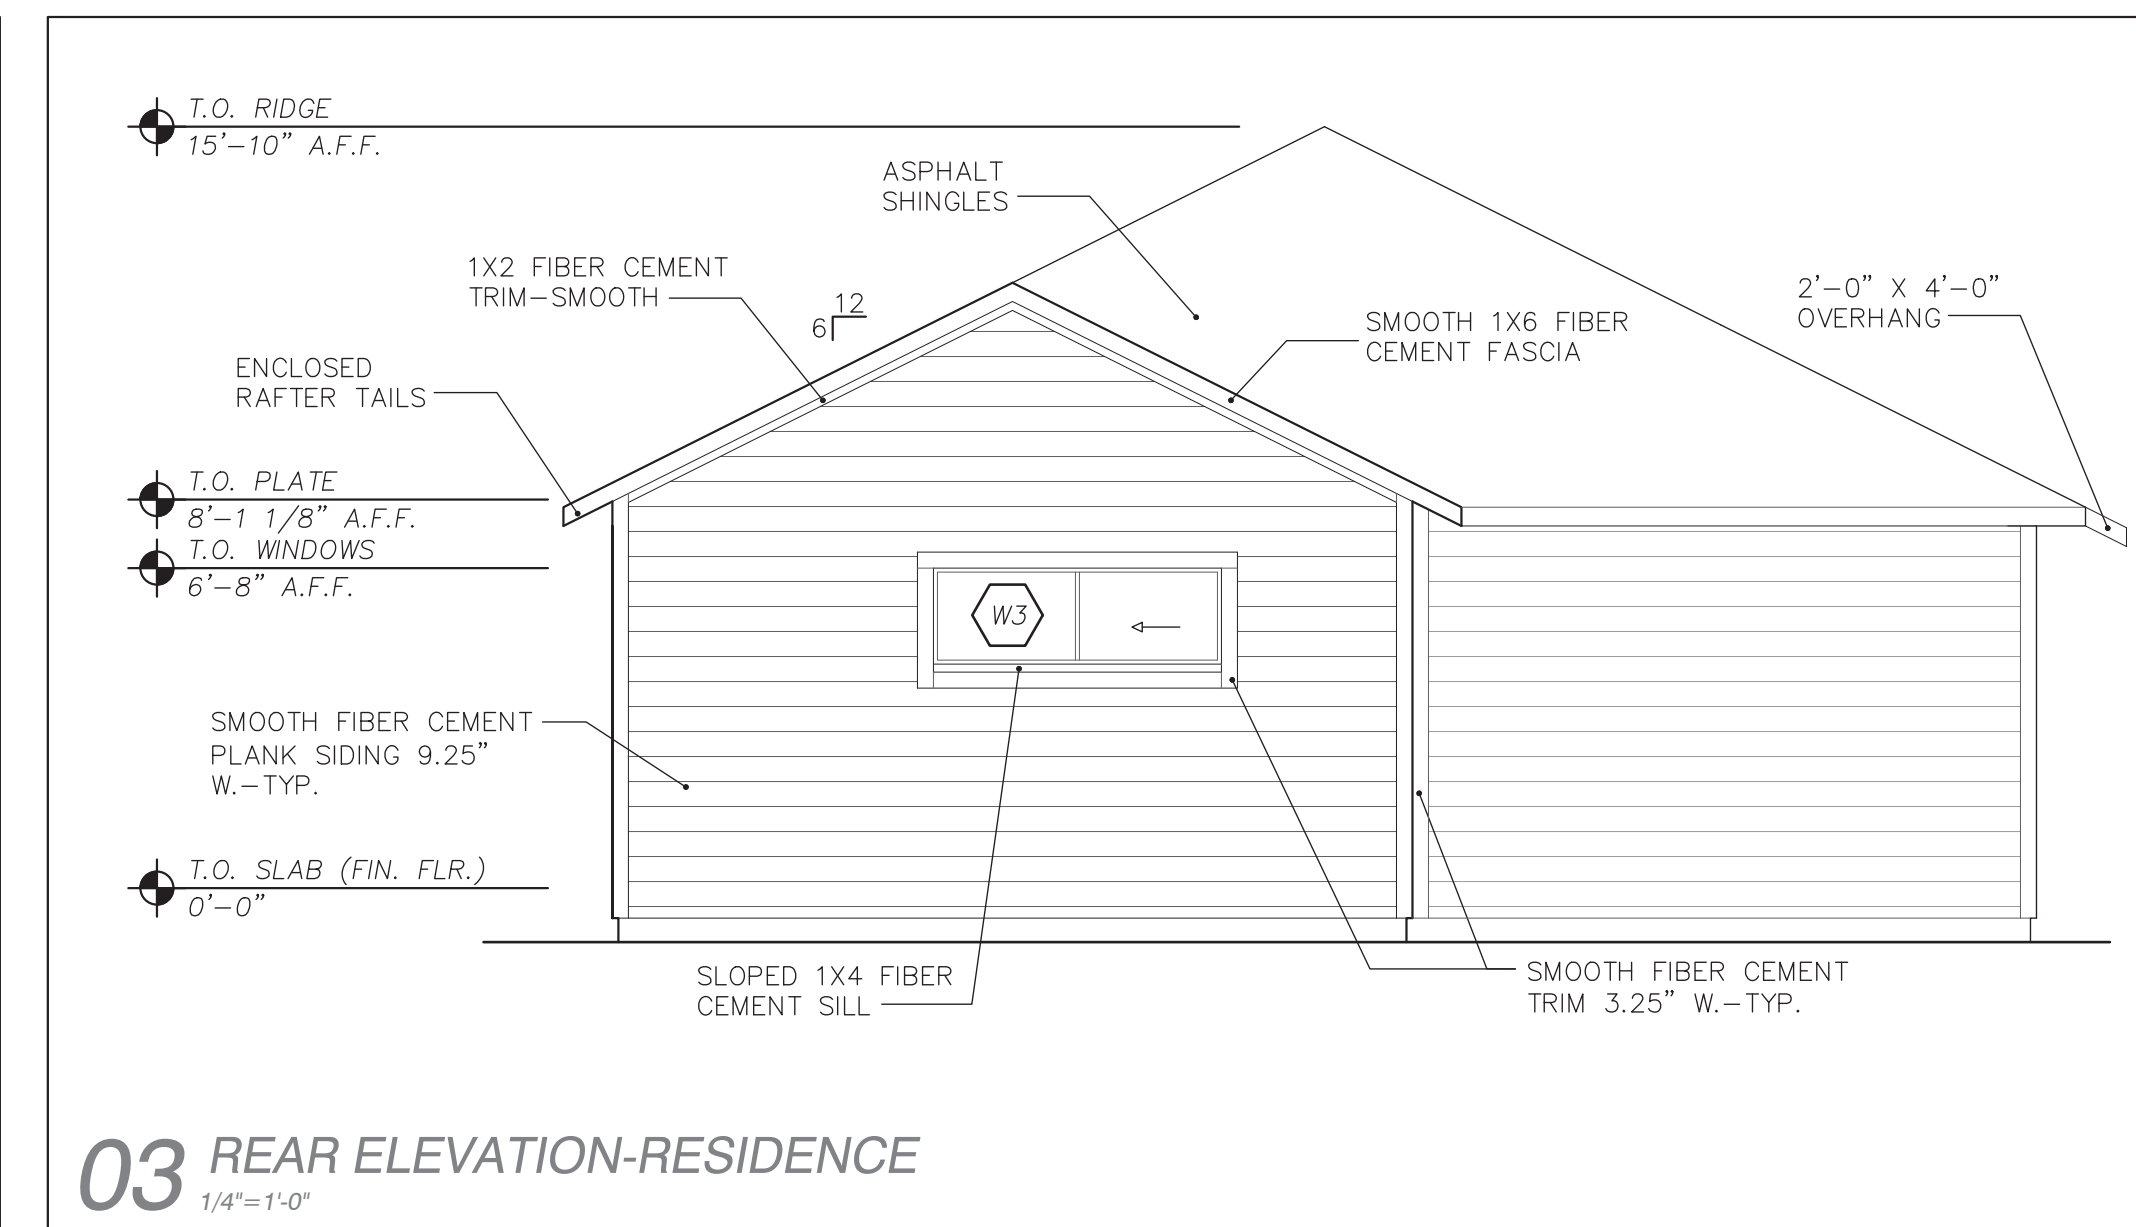 T.O. RIDGE
15'-10" A.F.F.
ASPHALT
SHINGLES
1X2 FIBER CEMENT
TRIM-SMOOTH
12
6
2'-0" X 4'-0"
OVERHANG
SMOOTH 1X6 FIBER
CEMENT FASCIA
ENCLOSED
RAFTER TAILS
T.O. PLATE
8'-1 1/8" A.F.F.
T.O. WINDOWS
6'-8" A.F.F.
W3
SMOOTH FIBER CEMENT
PLANK SIDING 9.25"
W.-TYP.
T.O. SLAB (FIN. FLR.)
0'-0"
SLOPED 1X4 FIBER
CEMENT SILL
SMOOTH FIBER CEMENT
TRIM 3.25" W.-TYP.
03 REAR ELEVATION-RESIDENCE
1/4"=1'-0"